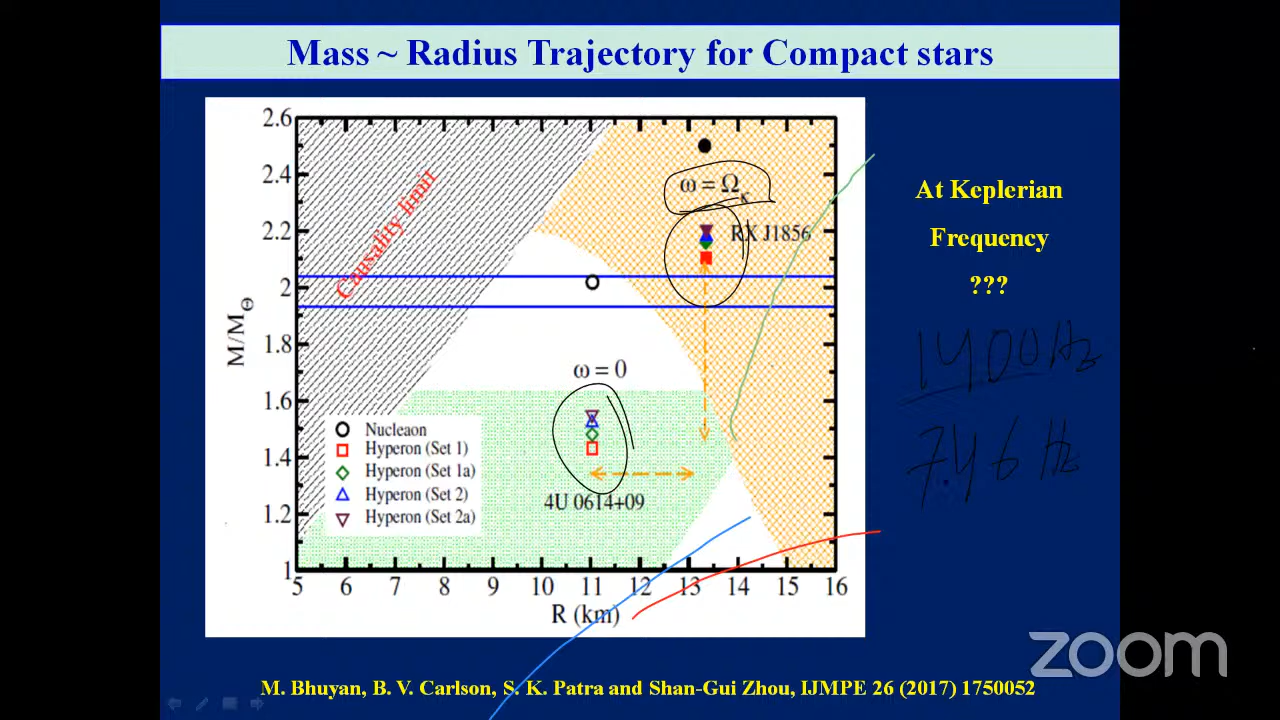 Mass ~ Radius Trajectory for Compact stars
2.6
2.4
2.2
2
1.8
1.6
1.4
1.2
1
M/M⊙
Causality limit
ω = Ωκ
RX J1856
ω = 0
4U 0614+09
Nucleaon
Hyperon (Set 1)
Hyperon (Set 1a)
Hyperon (Set 2)
Hyperon (Set 2a)
5 6 7 8 9 10 11 12 13 14 15 16
R (km)
At Keplerian
Frequency
???
1400 Hz
746 Hz
M. Bhuyan, B. V. Carlson, S. K. Patra and Shan-Gui Zhou, IJMPE 26 (2017) 1750052
zoom